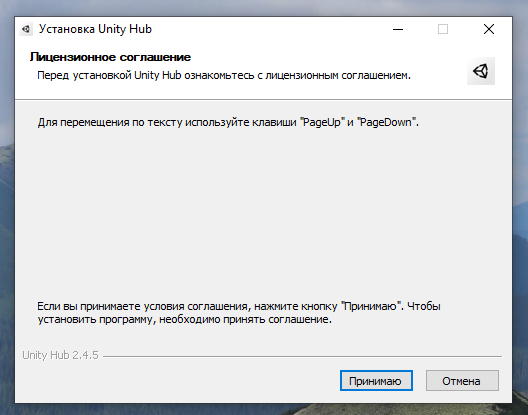 Установка Unity Hub
Лицензионное соглашение
Перед установкой Unity Hub ознакомьтесь с лицензионным соглашением.
Для перемещения по тексту используйте клавиши "PageUp" и "PageDown".
Если вы принимаете условия соглашения, нажмите кнопку "Принимаю". Чтобы
установить программу, необходимо принять соглашение.
Unity Hub 2.4.5
Принимаю
Отмена